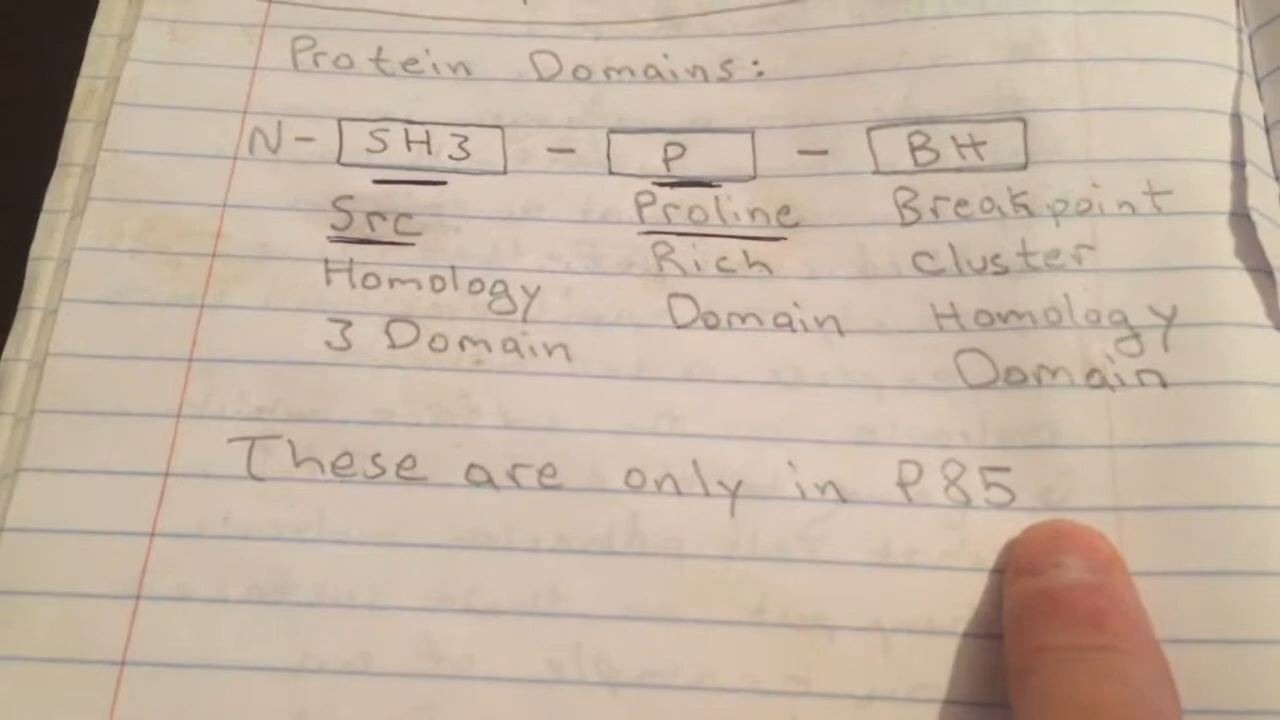 Protein Domains:
N- SH3 - P - BH
Src Proline Breakpoint
Homology Rich cluster
3 Domain Domain Homology
Domain
These are only in P85